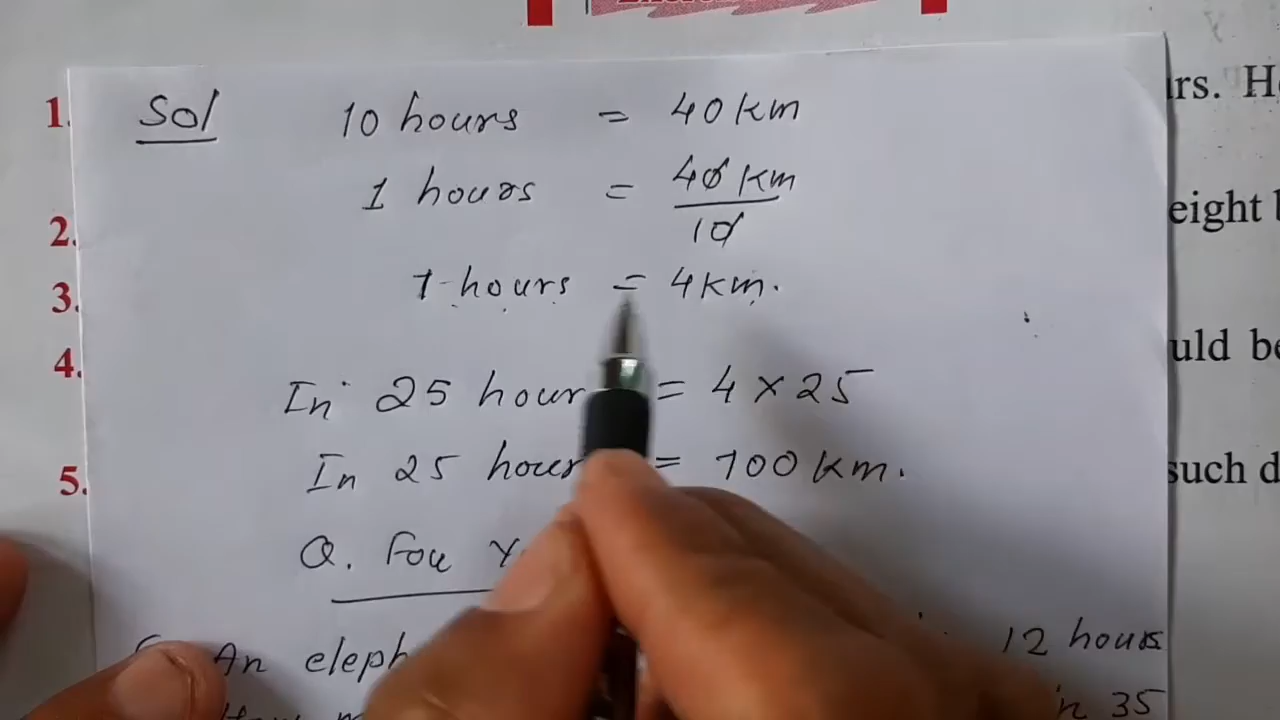 1. rs. H
Sol 10 hours = 40 km
1 hours = 40 km
10
2. eight
1 hours = 4 km.
3.
4. uld be
In 25 hour = 4 × 25
In 25 hour = 100 km.
5. such d
Q. Fou
An eleph 12 hours
in 35